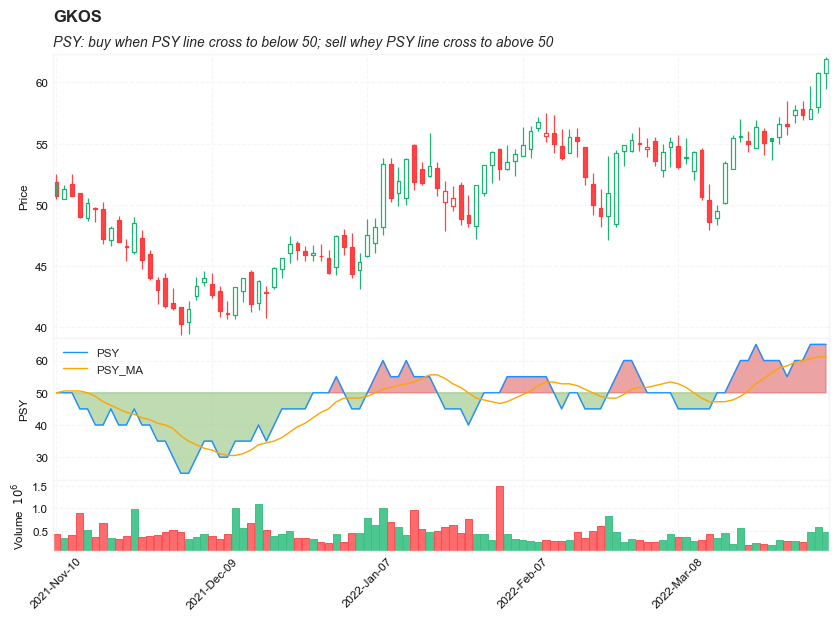 GKOS
PSY: buy when PSY line cross to below 50; sell whey PSY line cross to above 50
60
55
50
45
40
Price
PSY
PSY_MA
60
50
40
30
PSY
1.5
1.0
0.5
Volume 10^6
2021-Nov-10
2021-Dec-09
2022-Jan-07
2022-Feb-07
2022-Mar-08